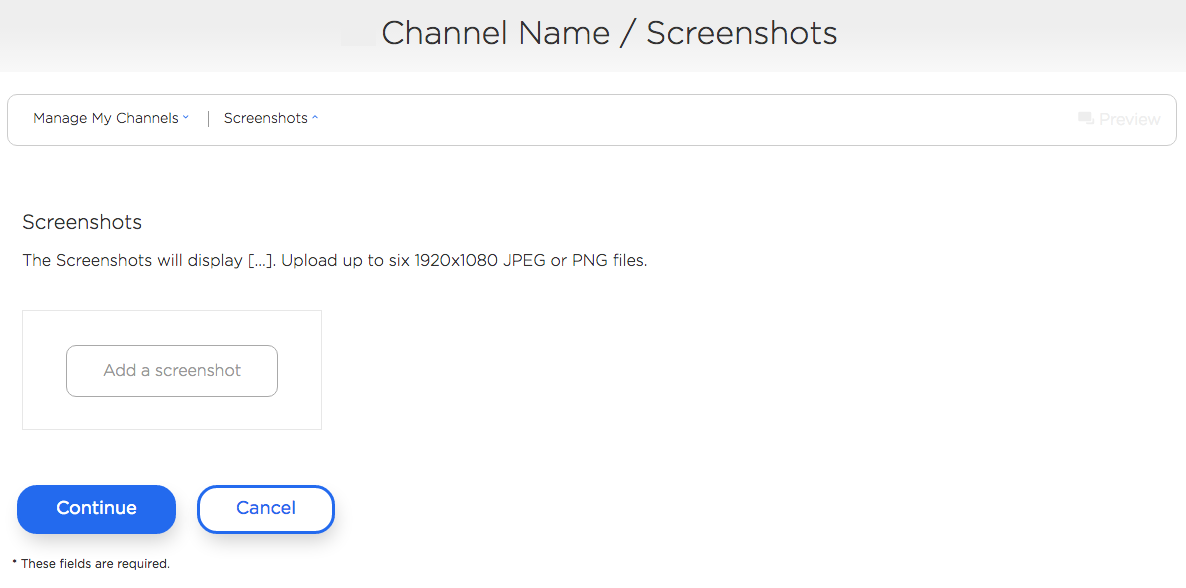 Channel Name / Screenshots
Manage My Channels | Screenshots
Preview
Screenshots
The Screenshots will display [...]. Upload up to six 1920x1080 JPEG or PNG files.
Add a screenshot
Continue Cancel
* These fields are required.